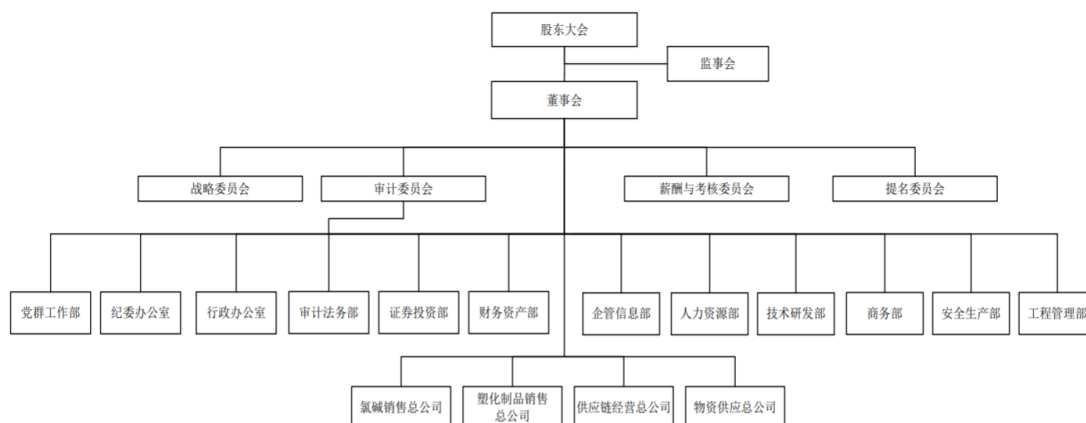 股东大会
监事会
董事会
战略委员会
审计委员会
薪酬与考核委员会
提名委员会
党群工作部
纪委办公室
行政办公室
审计法务部
证券投资部
财务资产部
企管信息部
人力资源部
技术研发部
商务部
安全生产部
工程管理部
氯碱销售总公司
塑化制品销售
总公司
供应链经营总公司
物资供应总公司